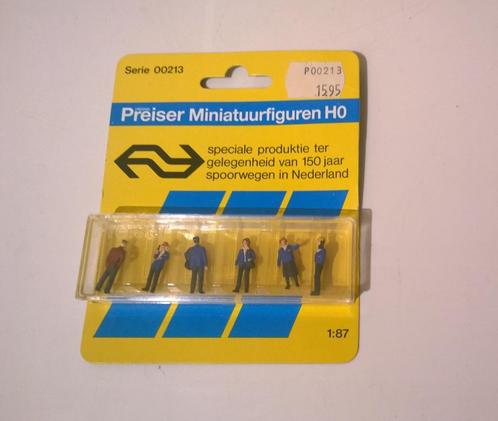 Serie 00213
P00213
1595
Preiser Miniatuurfiguren H0
speciale produktie ter
gelegenheid van 150 jaar
spoorwegen in Nederland
1:87